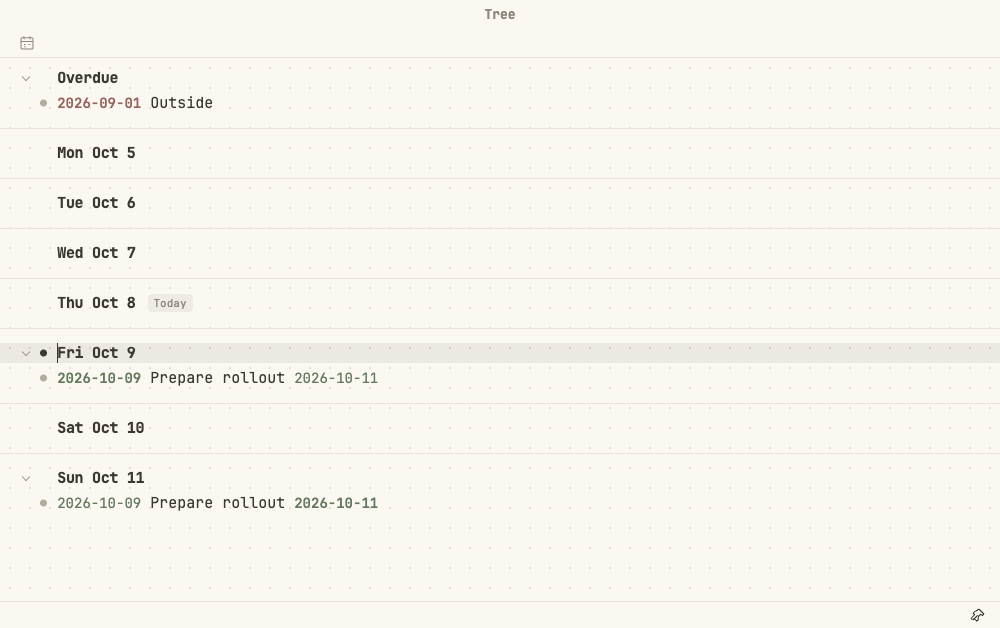 Tree
Overdue
2026-09-01 Outside
Mon Oct 5
Tue Oct 6
Wed Oct 7
Thu Oct 8 Today
Fri Oct 9
2026-10-09 Prepare rollout 2026-10-11
Sat Oct 10
Sun Oct 11
2026-10-09 Prepare rollout 2026-10-11